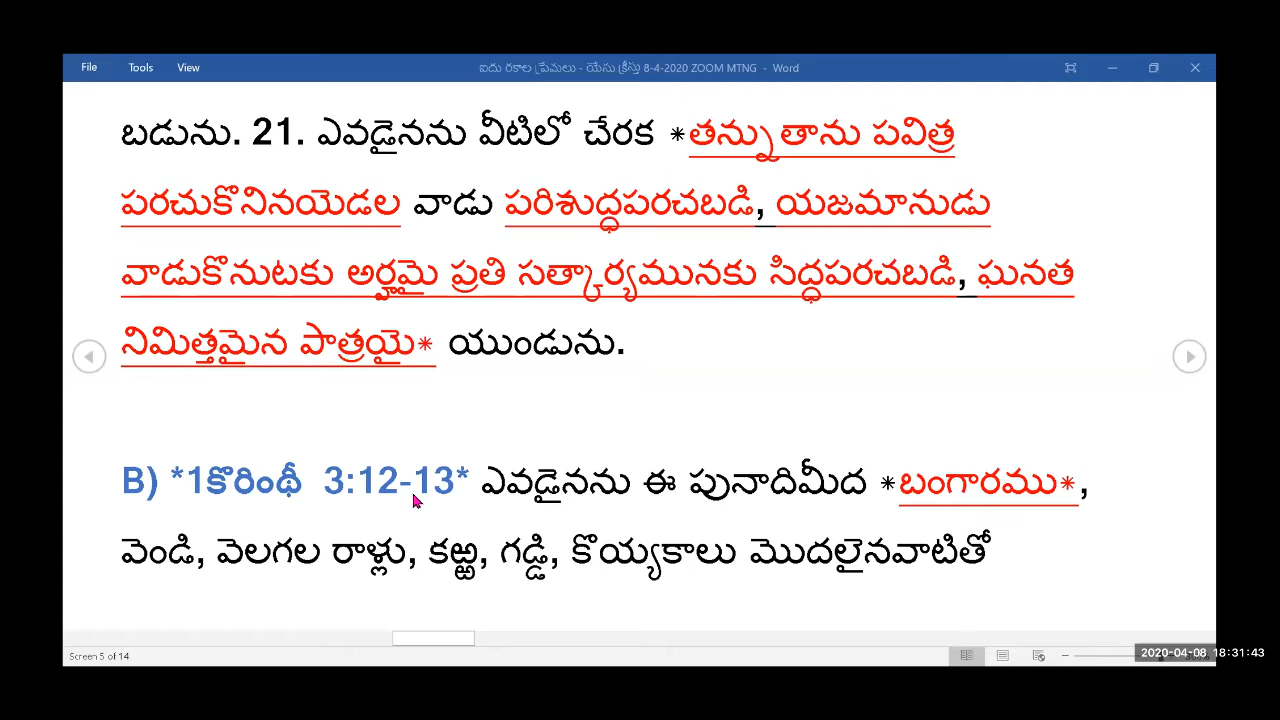 File Tools View ఐదు రకాల ప్రేమలు - యేసు క్రీస్తు 8-4-2020 ZOOM MTNG - Word
బడును. 21. ఎవడైనను వీటిలో చేరక *తన్నుతాను పవిత్ర
పరచుకొనినయెడల వాడు పరిశుద్ధపరచబడి, యజమానుడు
వాడుకొనుటకు అర్హమై ప్రతి సత్కార్యమునకు సిద్ధపరచబడి, ఘనత
నిమిత్తమైన పాత్రయై* యుండును.
B) *1కొరింథీ 3:12-13* ఎవడైనను ఈ పునాదిమీద *బంగారము*,
వెండి, వెలగల రాళ్లు, కఱ్ఱ, గడ్డి, కొయ్యకాలు మొదలైనవాటితో
Screen 5 of 14
2020-04-08 18:31:43